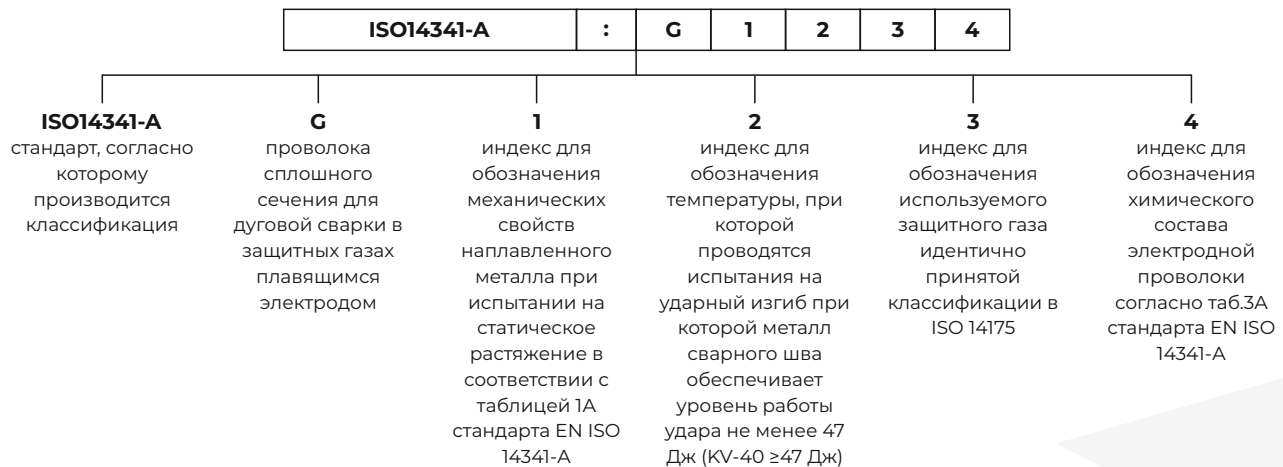 ISO14341-A : G 1 2 3 4
ISO14341-A
стандарт, согласно
которому
производится
классификация
G
проволока
сплошного
сечения для
дуговой сварки в
защитных газах
плавящимся
электродом
1
индекс для
обозначения
механических
свойств
наплавленного
металла при
испытании на
статическое
растяжение в
соответствии с
таблицей 1А
стандарта EN ISO
14341-A
2
индекс для
обозначения
температуры, при
которой
проводятся
испытания на
ударный изгиб при
которой металл
сварного шва
обеспечивает
уровень работы
удара не менее 47
Дж (KV-40 ≥47 Дж)
3
индекс для
обозначения
используемого
защитного газа
идентично
принятой
классификации в
ISO 14175
4
индекс для
обозначения
химического
состава
электродной
проволоки
согласно таб.3А
стандарта EN ISO
14341-A